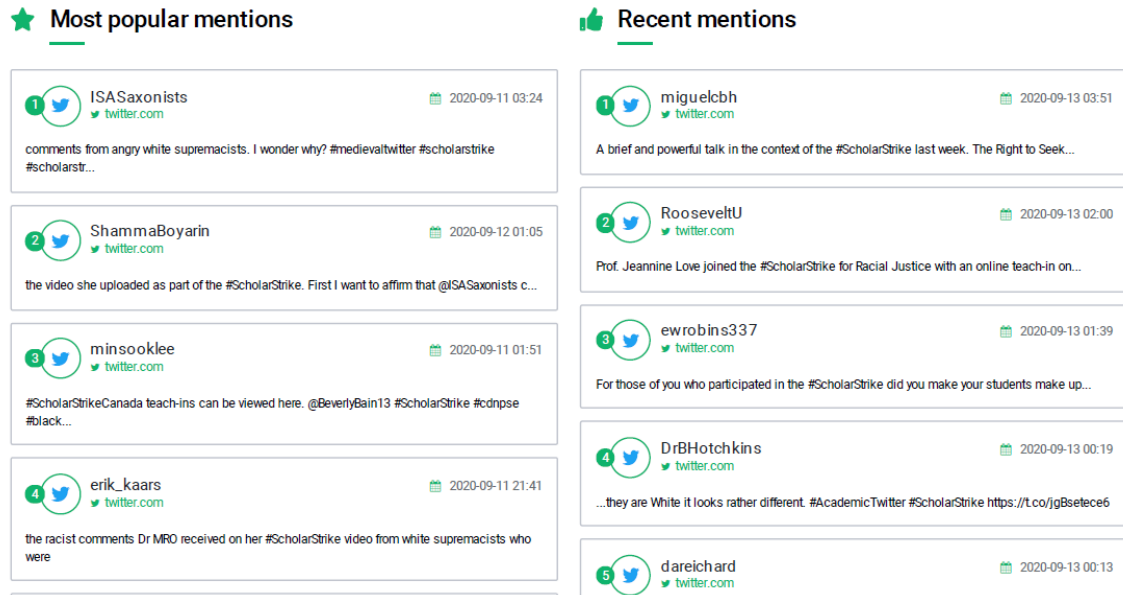 Most popular mentions
1
ISASaxonists
2020-09-11 03:24
twitter.com
comments from angry white supremacists. I wonder why? #medievaltwitter #scholarstrike
#scholarstr...
2
ShammaBoyarin
2020-09-12 01:05
twitter.com
the video she uploaded as part of the #ScholarStrike. First I want to affirm that @ISASaxonists c...
3
minsooklee
2020-09-11 01:51
twitter.com
#ScholarStrikeCanada teach-ins can be viewed here. @BeverlyBain13 #ScholarStrike #cdnpse
#black...
4
erik_kaars
2020-09-11 21:41
twitter.com
the racist comments Dr MRO received on her #ScholarStrike video from white supremacists who
were
Recent mentions
1
miguelcbh
2020-09-13 03:51
twitter.com
A brief and powerful talk in the context of the #ScholarStrike last week. The Right to Seek...
2
RooseveltU
2020-09-13 02:00
twitter.com
Prof. Jeannine Love joined the #ScholarStrike for Racial Justice with an online teach-in on...
3
ewrobins337
2020-09-13 01:39
twitter.com
For those of you who participated in the #ScholarStrike did you make your students make up...
4
DrBHotchkins
2020-09-13 00:19
twitter.com
...they are White it looks rather different. #AcademicTwitter #ScholarStrike https://t.co/jgBsetece6
5
dareichard
2020-09-13 00:13
twitter.com